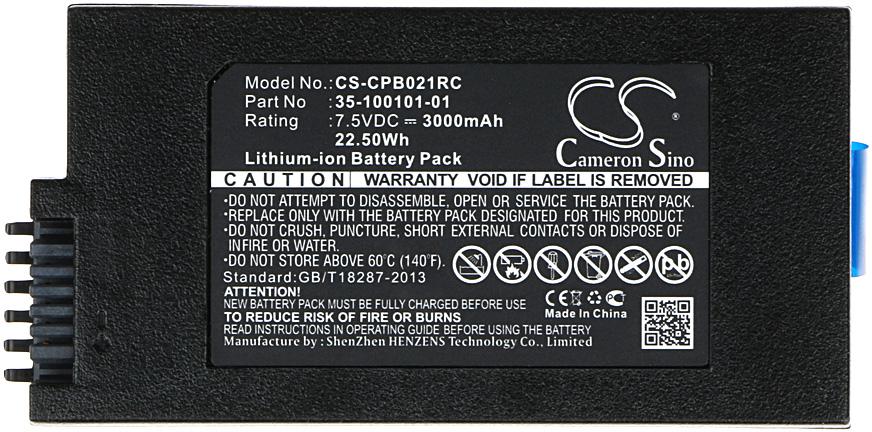 Model No.: CS-CPB021RC
Part No : 35-100101-01
Rating : 7.5VDC ⎓ 3000mAh
22.50Wh
Lithium-ion Battery Pack
CS
®
Cameron Sino
CAUTION WARRANTY VOID IF LABEL IS REMOVED
•DO NOT ATTEMPT TO DISASSEMBLE, OPEN OR SERVICE THE BATTERY PACK.
•REPLACE ONLY WITH THE BATTERY PACK DESIGNATED FOR THIS PRODUCT.
•DO NOT CRUSH, PUNCTURE, SHORT EXTERNAL CONTACTS OR DISPOSE OF
INFIRE OR WATER.
•DO NOT STORE ABOVE 60℃ (140℉).
Standard:GB/T18287-2013
Pb
ATTENTION:
NEW BATTERY PACK MUST BE FULLY CHARGED BEFORE USE
TO REDUCE RISK OF FIRE OR BURNS
READ INSTRUCTIONS IN OPERATING MANUAL BEFORE USING BATTERY
Manufacture by : ShenZhen HENZENS Technology Co., Limited
CE
Made In China